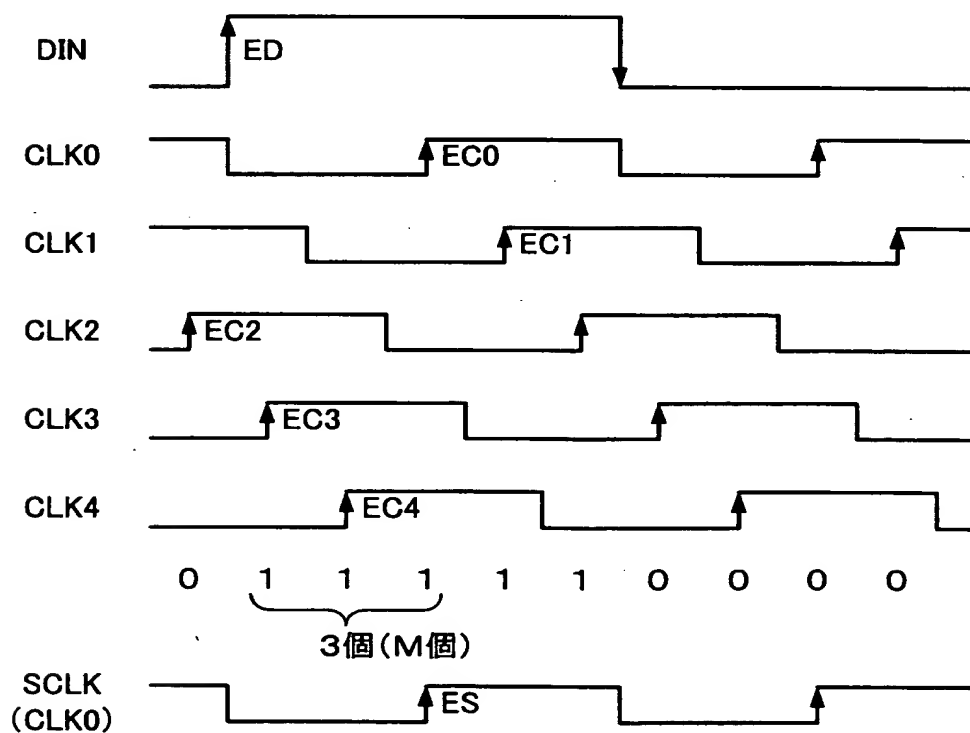 DIN
ED
CLK0
EC0
CLK1
EC1
CLK2
EC2
CLK3
EC3
CLK4
EC4
0 1 1 1 1 1 0 0 0 0
3個(M個)
SCLK
(CLK0)
ES